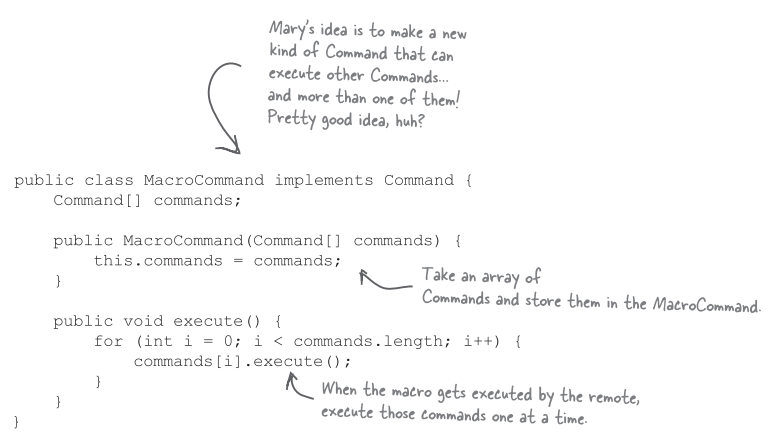 Mary's idea is to make a new
kind of Command that can
execute other Commands...
and more than one of them!
Pretty good idea, huh?
public class MacroCommand implements Command {
    Command[] commands;
    public MacroCommand(Command[] commands) {
        this.commands = commands;
    }
Take an array of
Commands and store them in the MacroCommand.
    public void execute() {
        for (int i = 0; i < commands.length; i++) {
            commands[i].execute();
        }
When the macro gets executed by the remote,
execute those commands one at a time.
    }
}